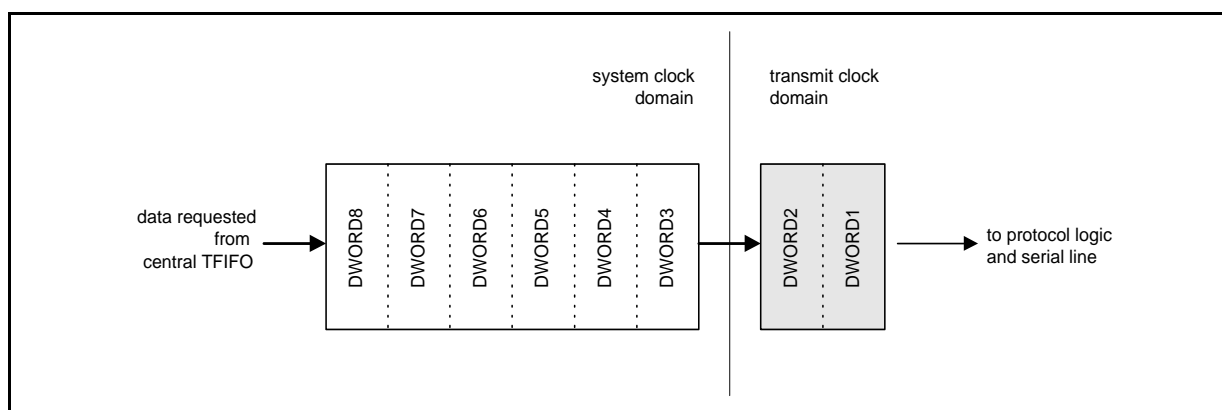 system clock
domain
transmit clock
domain
data requested
from
central TFIFO
DWORD8
DWORD7
DWORD6
DWORD5
DWORD4
DWORD3
DWORD2
DWORD1
to protocol logic
and serial line